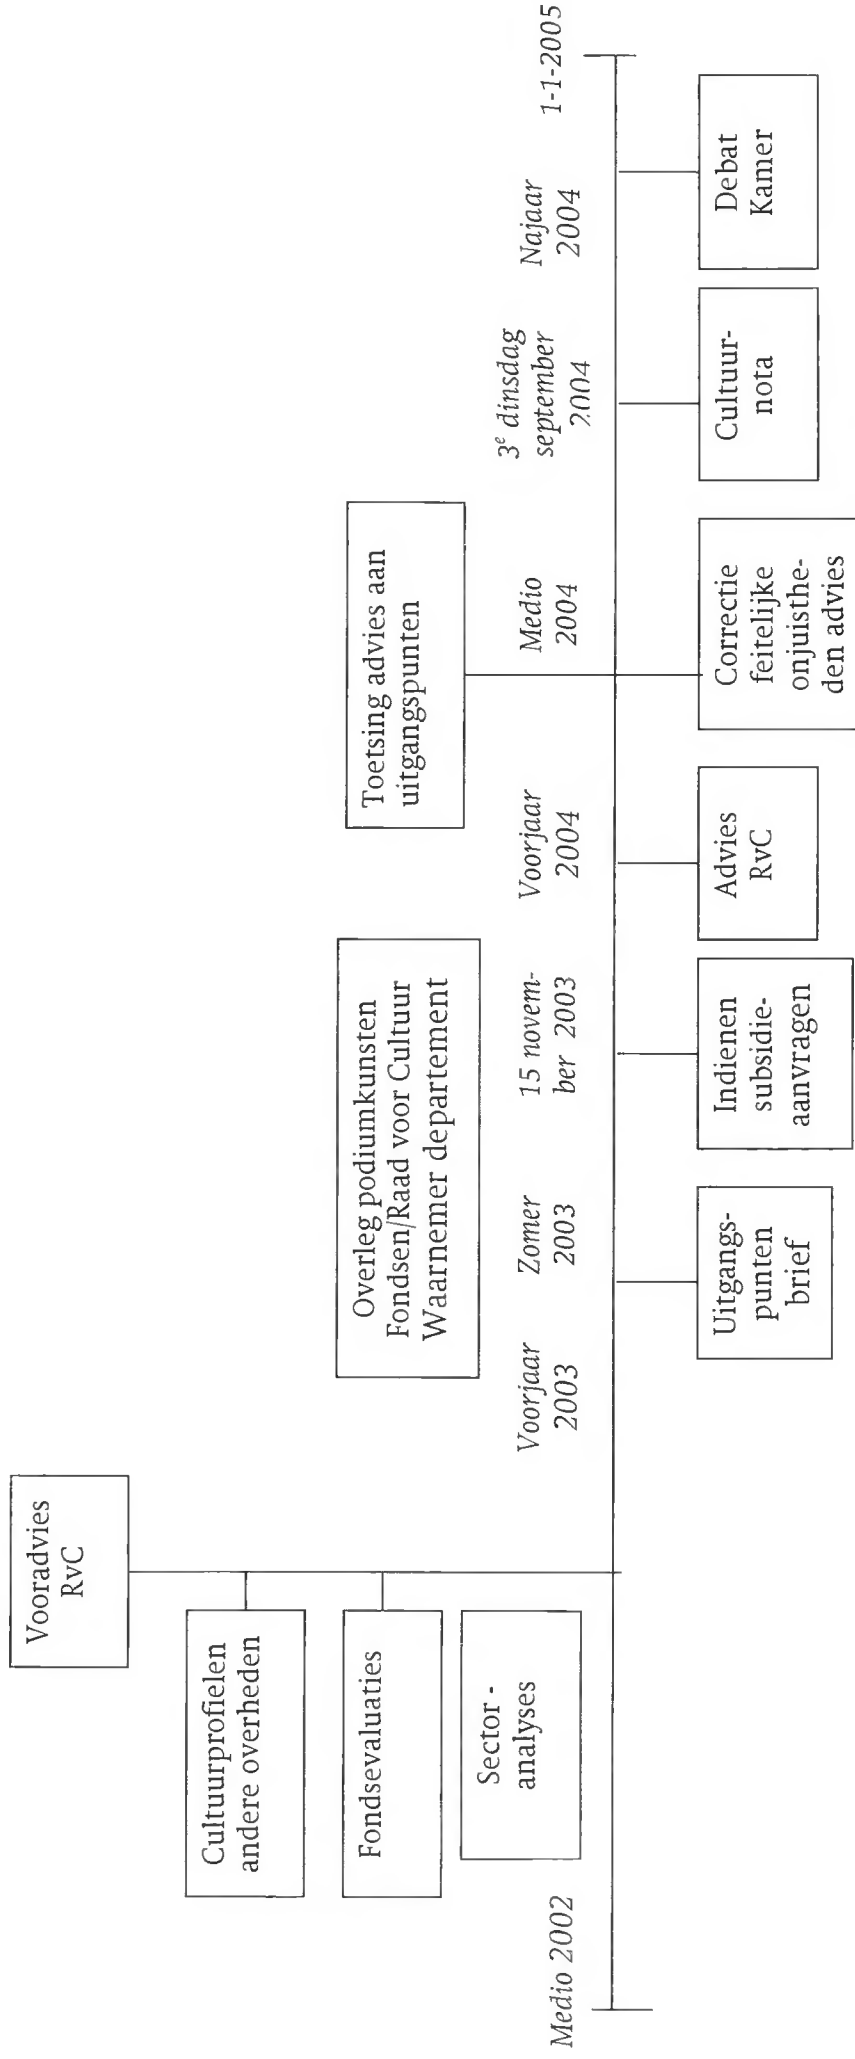 Vooradvies
RvC
Cultuurprofielen
andere overheden
Fondsevaluaties
Sector -
analyses
Overleg podiumkunsten
Fondsen/Raad voor Cultuur
Waarnemer departement
Toetsing advies aan
uitgangspunten
Medio 2002
Voorjaar
2003
Zomer
2003
15 novem-
ber 2003
Voorjaar
2004
Medio
2004
3e dinsdag
september
2004
Najaar
2004
1-1-2005
Uitgangs-
punten
brief
Indienen
subsidie-
aanvragen
Advies
RvC
Correctie
feitelijke
onjuisthe-
den advies
Cultuur-
nota
Debat
Kamer